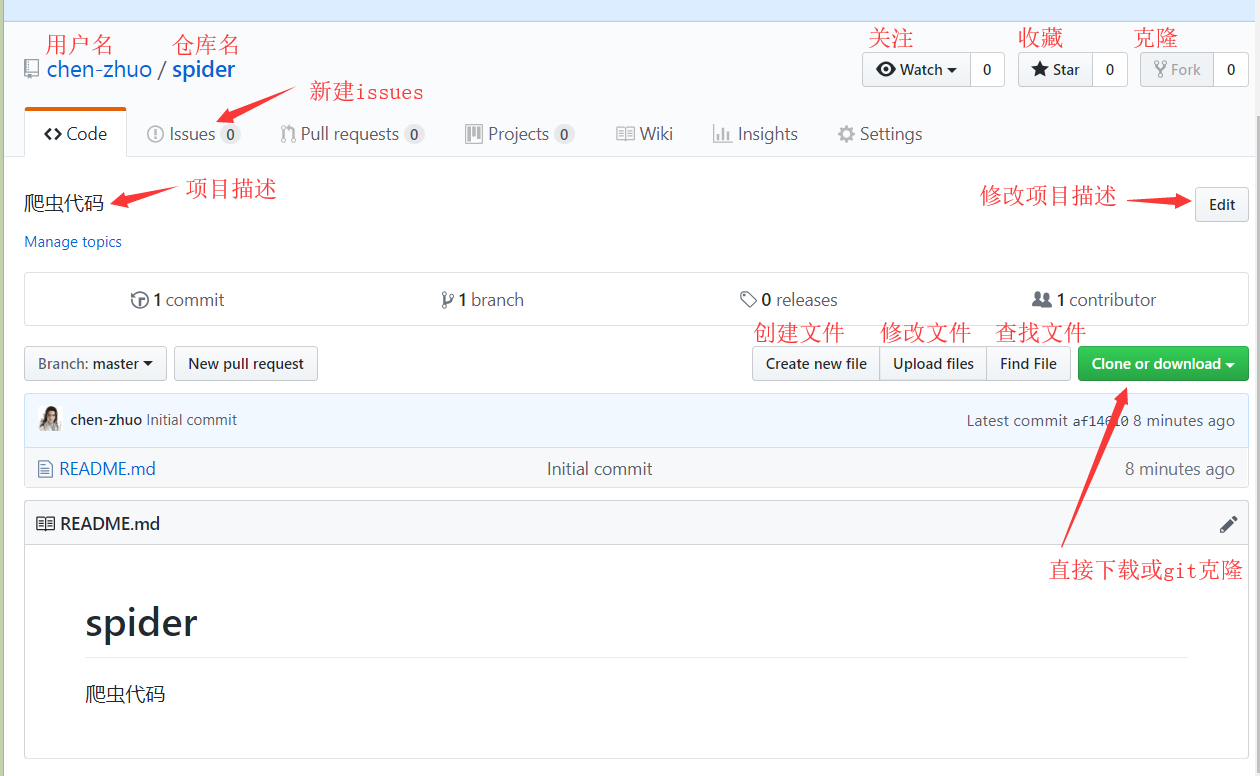 用户名 仓库名 关注 收藏 克隆
chen-zhuo / spider Watch 0 Star 0 Fork 0
新建issues
Code Issues 0 Pull requests 0 Projects 0 Wiki Insights Settings
项目描述 修改项目描述
爬虫代码 Edit
Manage topics
1 commit 1 branch 0 releases 1 contributor
创建文件 修改文件 查找文件
Branch: master New pull request Create new file Upload files Find File Clone or download
chen-zhuo Initial commit Latest commit 8 minutes ago
README.md Initial commit 8 minutes ago
README.md
直接下载或git克隆
spider
爬虫代码